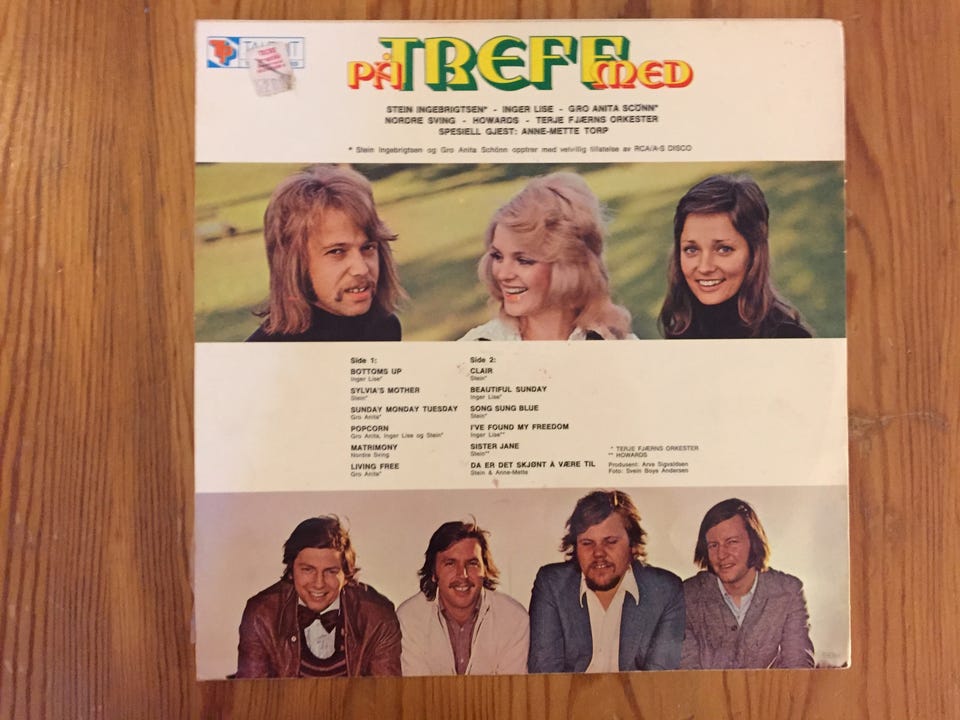 TALENT
PÅ TREFF MED
STEIN INGEBRIGTSEN* - INGER LISE - GRO ANITA SCÖNN*
NORDRE SVING - HOWARDS - TERJE FJÆRNS ORKESTER
SPESIELL GJEST: ANNE-METTE TORP
* Stein Ingebrigtsen og Gro Anita Schönn opptrer med velvillig tillatelse av RCA/A-S DISCO
Side 1:
BOTTOMS UP
Inger Lise*
SYLVIA'S MOTHER
Stein*
SUNDAY MONDAY TUESDAY
Gro Anita*
POPCORN
Gro Anita, Inger Lise og Stein*
MATRIMONY
Nordre Sving
LIVING FREE
Gro Anita*
Side 2:
CLAIR
Stein*
BEAUTIFUL SUNDAY
Inger Lise*
SONG SUNG BLUE
Stein*
I'VE FOUND MY FREEDOM
Inger Lise**
SISTER JANE
Stein**
DA ER DET SKJØNT Å VÆRE TIL
Stein & Anne-Mette
* TERJE FJÆRNS ORKESTER
** HOWARDS
Produsent: Arve Sigvaldsen
Foto: Svein Boye Andersen